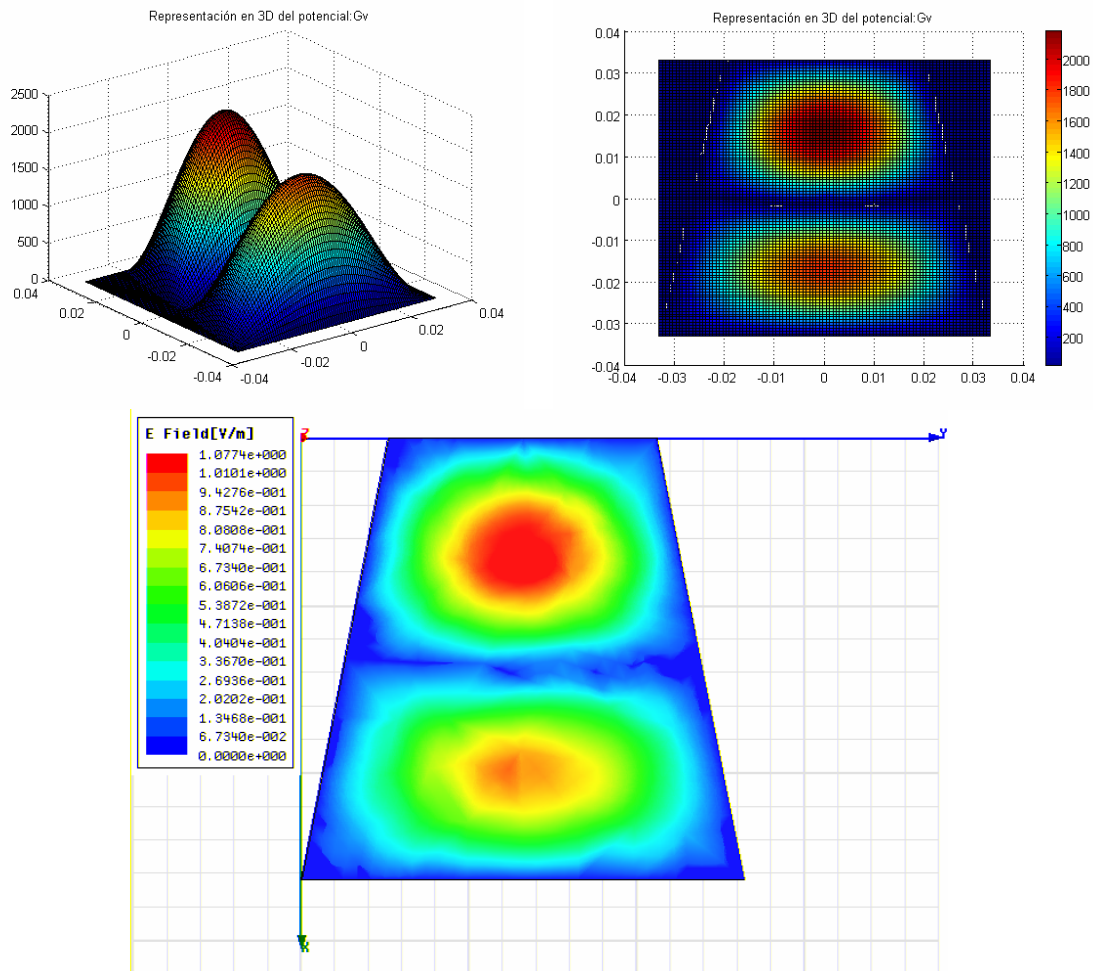 Representación en 3D del potencial:Gv
2500
2000
1500
1000
500
0
0.04
0.02
0
-0.02
-0.04
-0.04
-0.02
0
0.02
0.04
Representación en 3D del potencial:Gv
0.04
0.03
0.02
0.01
0
-0.01
-0.02
-0.03
-0.04
-0.04
-0.03
-0.02
-0.01
0
0.01
0.02
0.03
0.04
2000
1800
1600
1400
1200
1000
800
600
400
200
E Field[V/m]
1.0774e+000
1.0101e+000
9.4276e-001
8.7542e-001
8.0808e-001
7.4074e-001
6.7340e-001
6.0606e-001
5.3872e-001
4.7138e-001
4.0404e-001
3.3670e-001
2.6936e-001
2.0202e-001
1.3468e-001
6.7340e-002
0.0000e+000
Z
Y
X